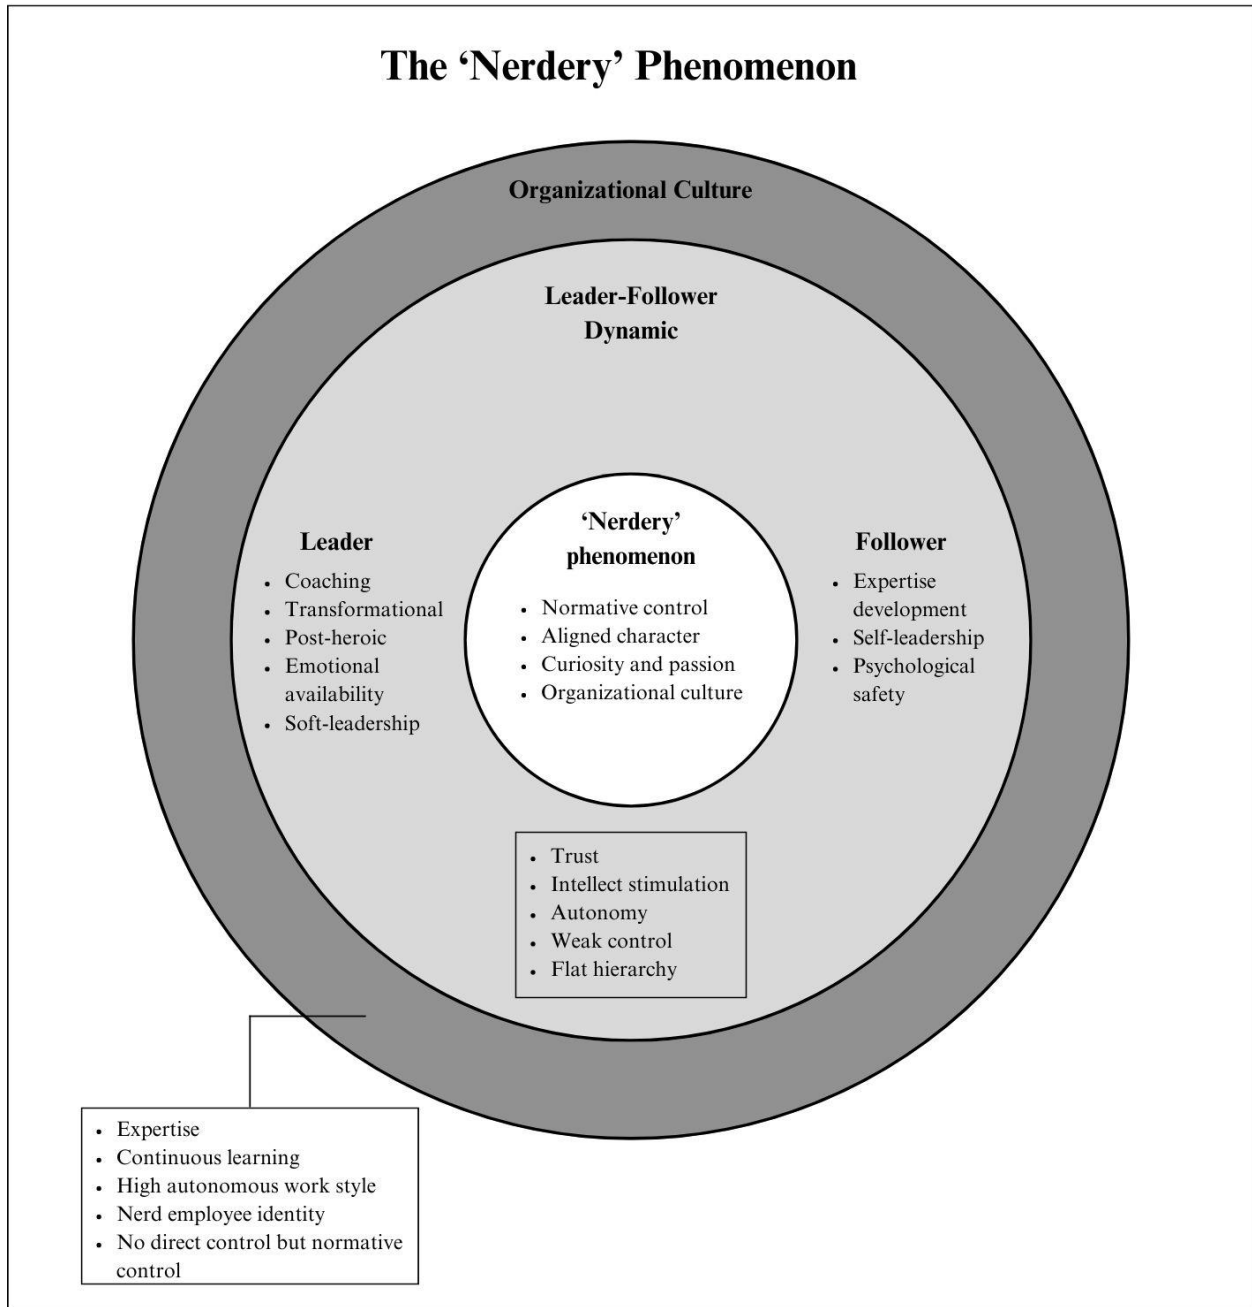 The ‘Nerdery’ Phenomenon
Organizational Culture
Leader-Follower
Dynamic
Leader
• Coaching
• Transformational
• Post-heroic
• Emotional
availability
• Soft-leadership
‘Nerdery’
phenomenon
• Normative control
• Aligned character
• Curiosity and passion
• Organizational culture
Follower
• Expertise
development
• Self-leadership
• Psychological
safety
• Trust
• Intellect stimulation
• Autonomy
• Weak control
• Flat hierarchy
• Expertise
• Continuous learning
• High autonomous work style
• Nerd employee identity
• No direct control but normative
control